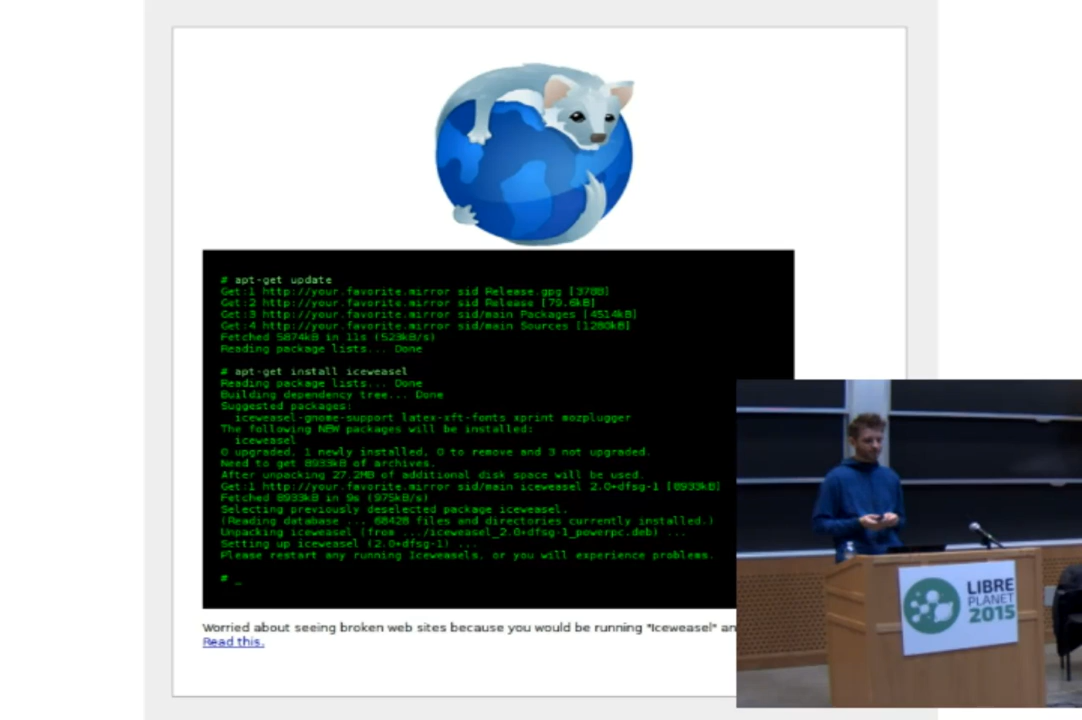 # apt-get update
Get:1 http://your.favorite.mirror sid Release.gpg [378B]
Get:2 http://your.favorite.mirror sid Release [79.6kB]
Get:3 http://your.favorite.mirror sid/main Packages [4514kB]
Get:4 http://your.favorite.mirror sid/main Sources [1280kB]
Fetched 5874kB in 11s (523kB/s)
Reading package lists... Done
# apt-get install iceweasel
Reading package lists... Done
Building dependency tree... Done
Suggested packages:
iceweasel-gnome-support latex-xft-fonts xprint mozplugger
The following NEW packages will be installed:
iceweasel
0 upgraded, 1 newly installed, 0 to remove and 3 not upgraded.
Need to get 8933kB of archives.
After unpacking 27.2MB of additional disk space will be used.
Get:1 http://your.favorite.mirror sid/main iceweasel 2.0+dfsg-1 [8933kB]
Fetched 8933kB in 9s (975kB/s)
Selecting previously deselected package iceweasel.
(Reading database ... 68428 files and directories currently installed.)
Unpacking iceweasel (from .../iceweasel_2.0+dfsg-1_powerpc.deb) ...
Setting up iceweasel (2.0+dfsg-1) ...
Please restart any running Iceweasels, or you will experience problems.
# _
Worried about seeing broken web sites because you would be running "Iceweasel" an
Read this.
LIBRE
PLANET
2015